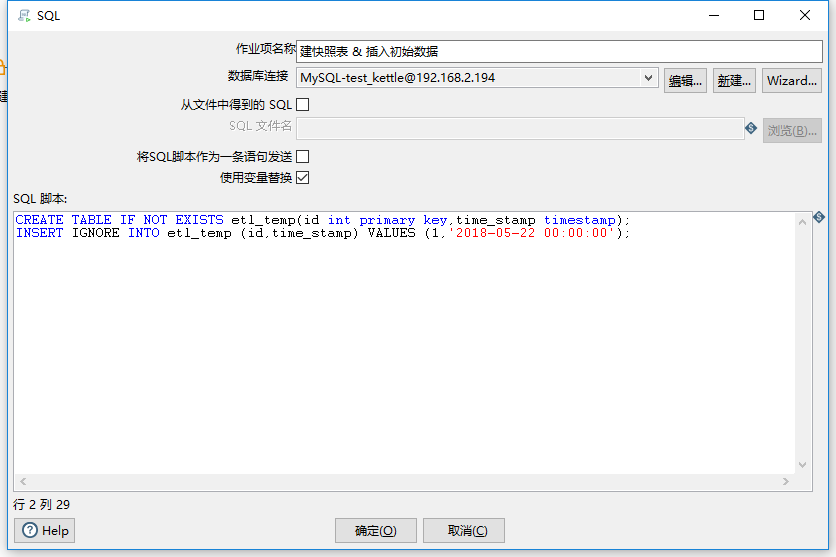 SQL
作业项名称
建快照表 & 插入初始数据
数据库连接
MySQL-test_kettle@192.168.2.194
编辑...
新建...
Wizard...
从文件中得到的 SQL
SQL 文件名
浏览(B)...
将SQL脚本作为一条语句发送
使用变量替换
SQL 脚本:
CREATE TABLE IF NOT EXISTS etl_temp(id int primary key,time_stamp timestamp);
INSERT IGNORE INTO etl_temp (id,time_stamp) VALUES (1,'2018-05-22 00:00:00');
行 2 列 29
Help
确定(O)
取消(C)